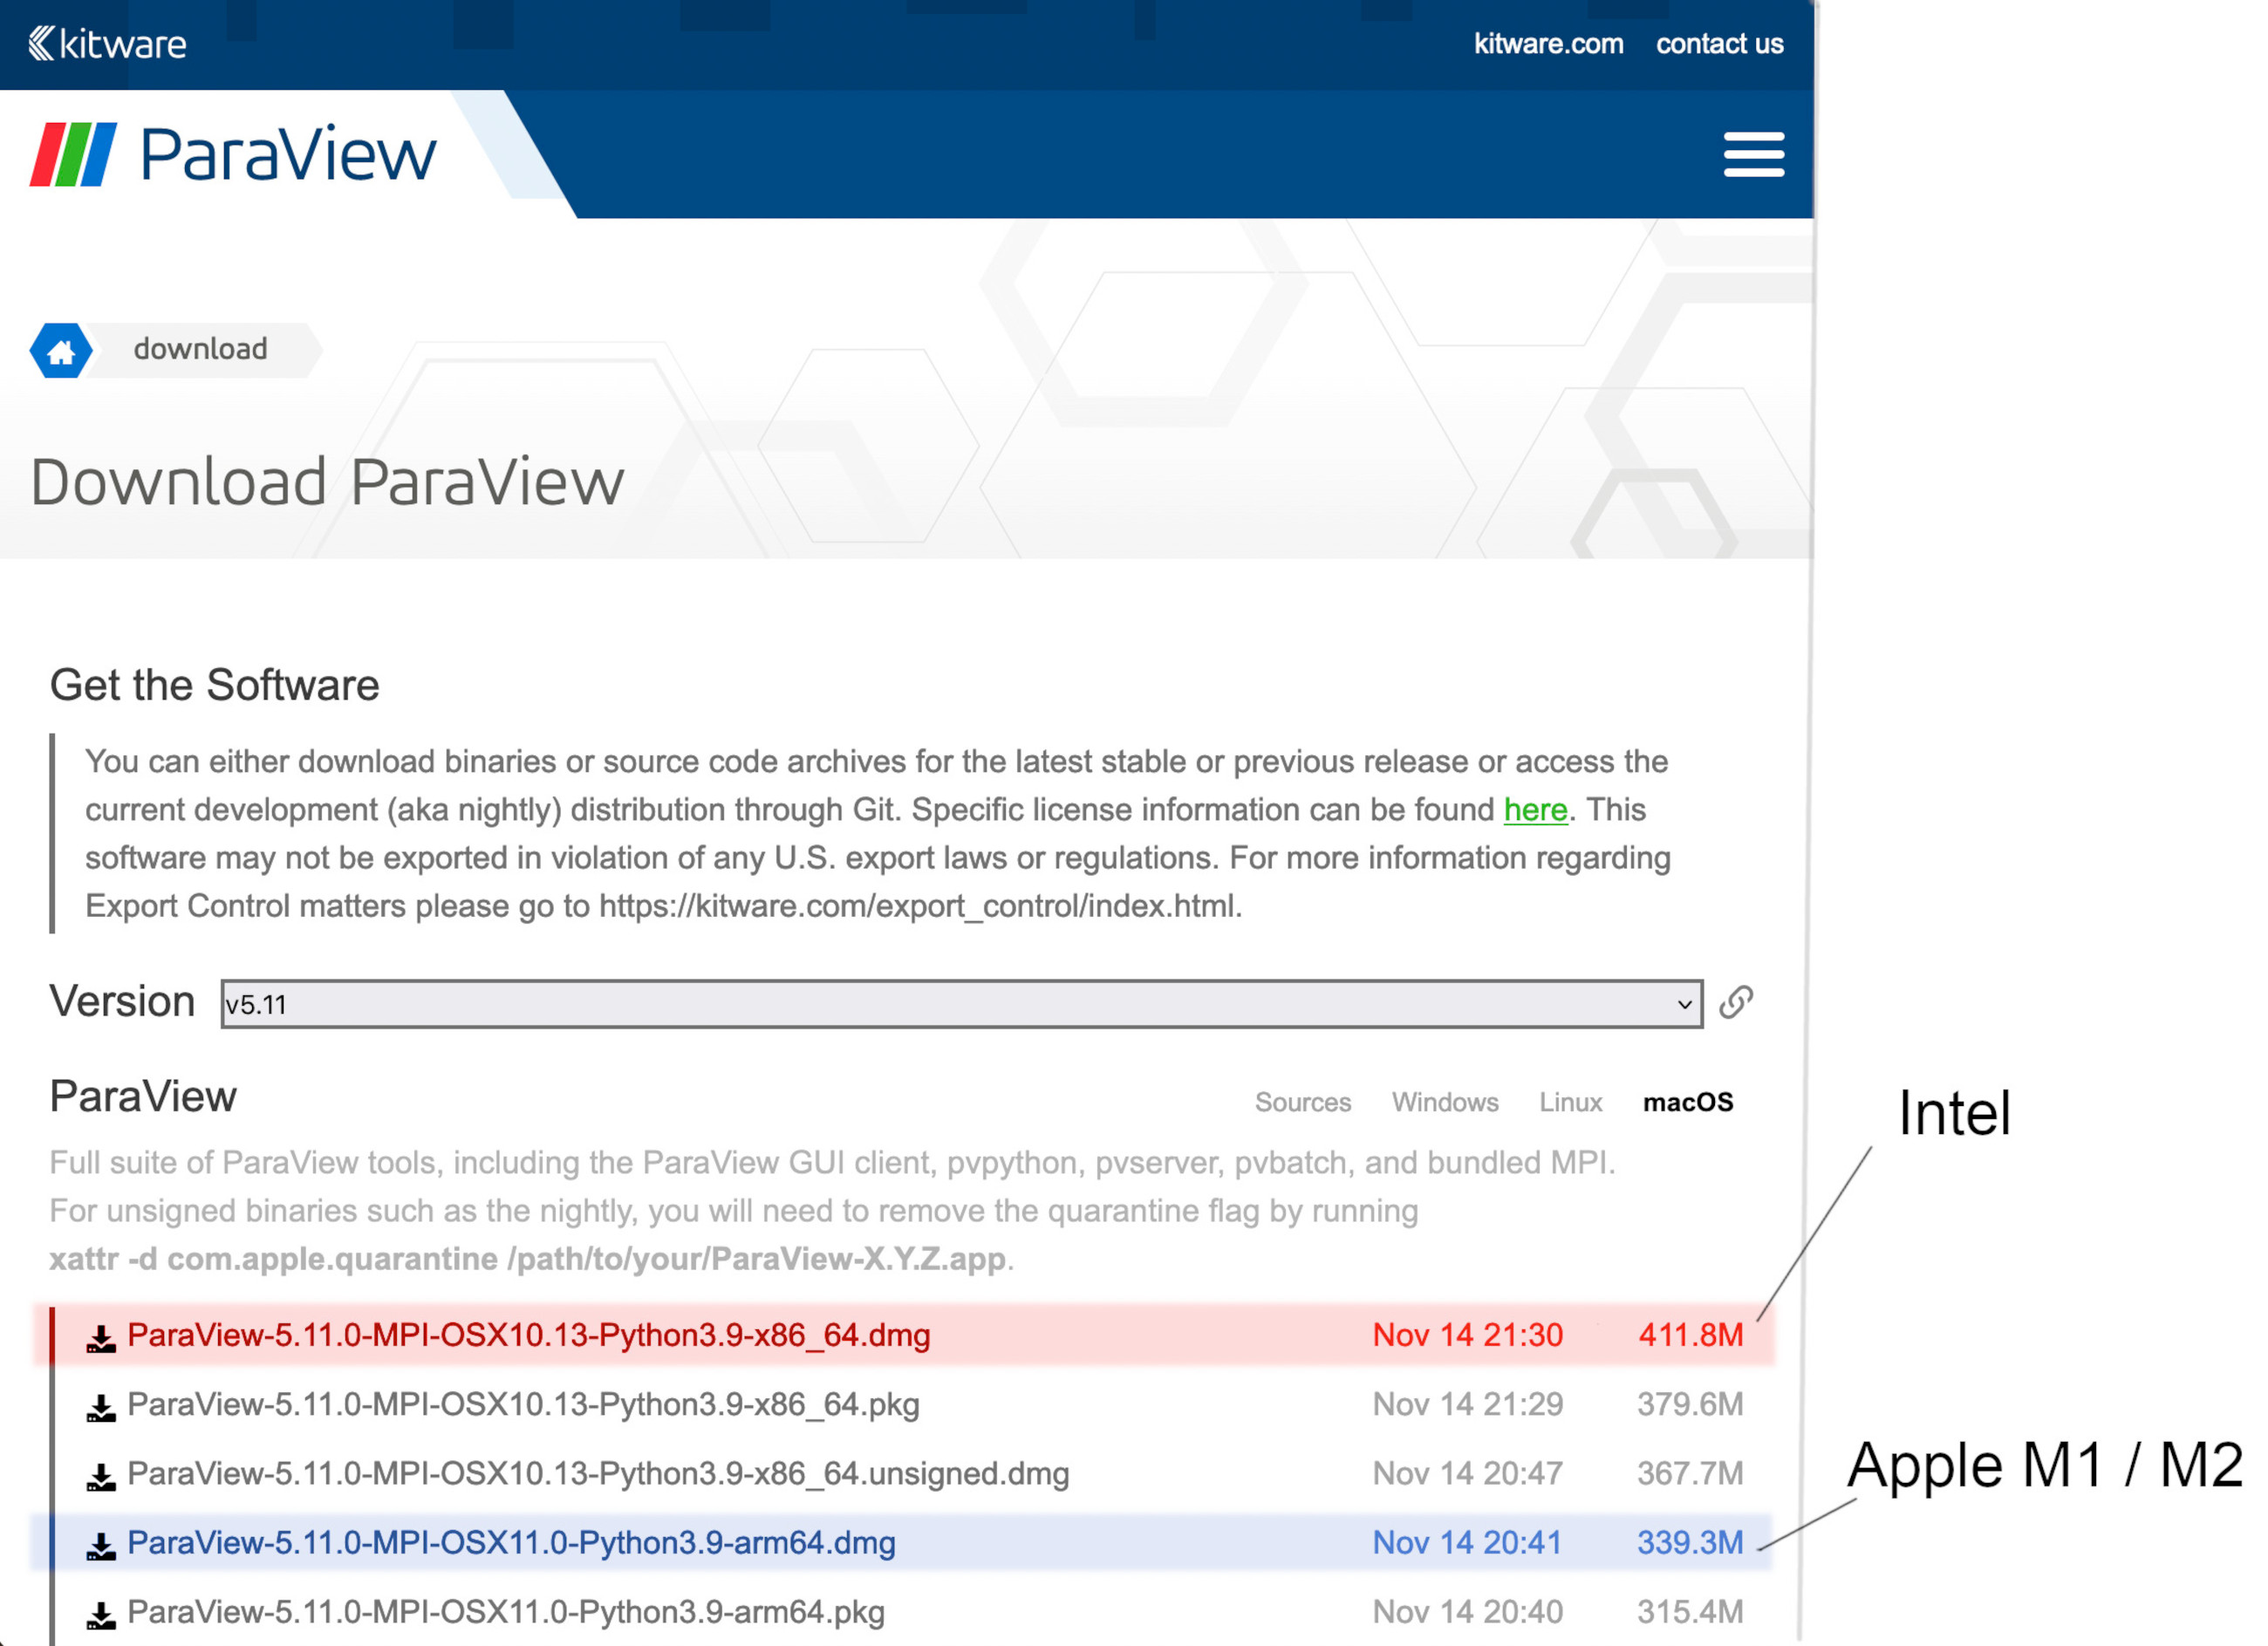 kitware
kitware.com contact us
ParaView
download
Download ParaView
Get the Software
You can either download binaries or source code archives for the latest stable or previous release or access the
current development (aka nightly) distribution through Git. Specific license information can be found here. This
software may not be exported in violation of any U.S. export laws or regulations. For more information regarding
Export Control matters please go to https://kitware.com/export_control/index.html.
Version v5.11
ParaView Sources Windows Linux macOS
Intel
Full suite of ParaView tools, including the ParaView GUI client, pvpython, pvserver, pvbatch, and bundled MPI.
For unsigned binaries such as the nightly, you will need to remove the quarantine flag by running
xattr -d com.apple.quarantine /path/to/your/ParaView-X.Y.Z.app.
ParaView-5.11.0-MPI-OSX10.13-Python3.9-x86_64.dmg Nov 14 21:30 411.8M
ParaView-5.11.0-MPI-OSX10.13-Python3.9-x86_64.pkg Nov 14 21:29 379.6M
ParaView-5.11.0-MPI-OSX10.13-Python3.9-x86_64.unsigned.dmg Nov 14 20:47 367.7M
Apple M1 / M2
ParaView-5.11.0-MPI-OSX11.0-Python3.9-arm64.dmg Nov 14 20:41 339.3M
ParaView-5.11.0-MPI-OSX11.0-Python3.9-arm64.pkg Nov 14 20:40 315.4M